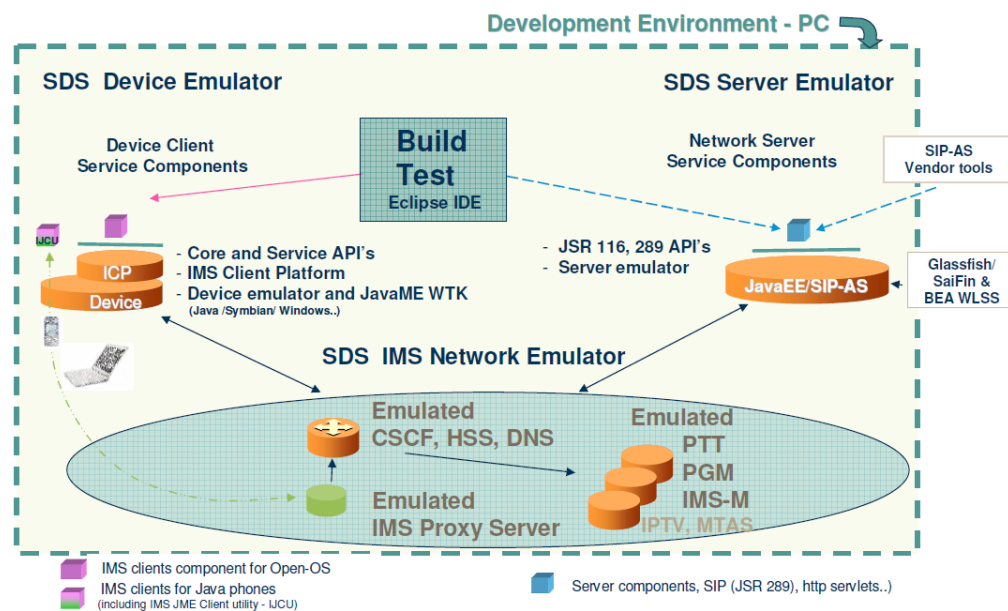 Development Environment - PC
SDS Device Emulator
SDS Server Emulator
Device Client
Service Components
Build
Test
Eclipse IDE
Network Server
Service Components
SIP-AS
Vendor tools
IJCU
ICP
Device
- Core and Service API's
- IMS Client Platform
- Device emulator and JavaME WTK
(Java /Symbian/ Windows..)
- JSR 116, 289 API's
- Server emulator
JavaEE/SIP-AS
Glassfish/
SaiFin &
BEA WLSS
SDS IMS Network Emulator
Emulated
CSCF, HSS, DNS
Emulated
PTT
PGM
IMS-M
IPTV, MTAS
Emulated
IMS Proxy Server
IMS clients component for Open-OS
IMS clients for Java phones
(including IMS JME Client utility - IJCU)
Server components, SIP (JSR 289), http servlets..)